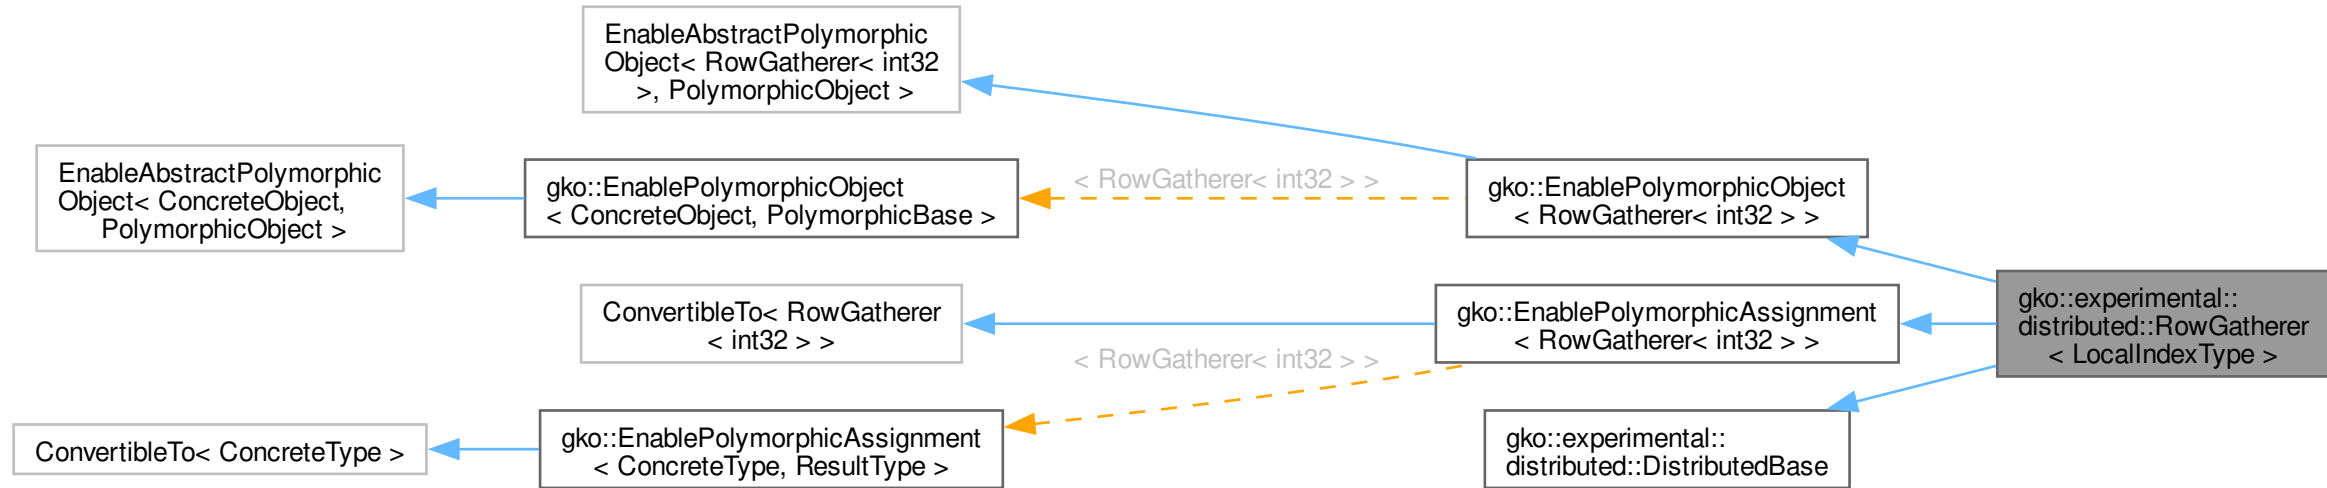 EnableAbstractPolymorphic
Object< RowGatherer< int32
>, PolymorphicObject >
EnableAbstractPolymorphic
Object< ConcreteObject,
PolymorphicObject >
gko::EnablePolymorphicObject
< ConcreteObject, PolymorphicBase >
< RowGatherer< int32 > >
gko::EnablePolymorphicObject
< RowGatherer< int32 > >
ConvertibleTo< RowGatherer
< int32 > >
gko::EnablePolymorphicAssignment
< RowGatherer< int32 > >
gko::experimental::
distributed::RowGatherer
< LocalIndexType >
< RowGatherer< int32 > >
ConvertibleTo< ConcreteType >
gko::EnablePolymorphicAssignment
< ConcreteType, ResultType >
gko::experimental::
distributed::DistributedBase